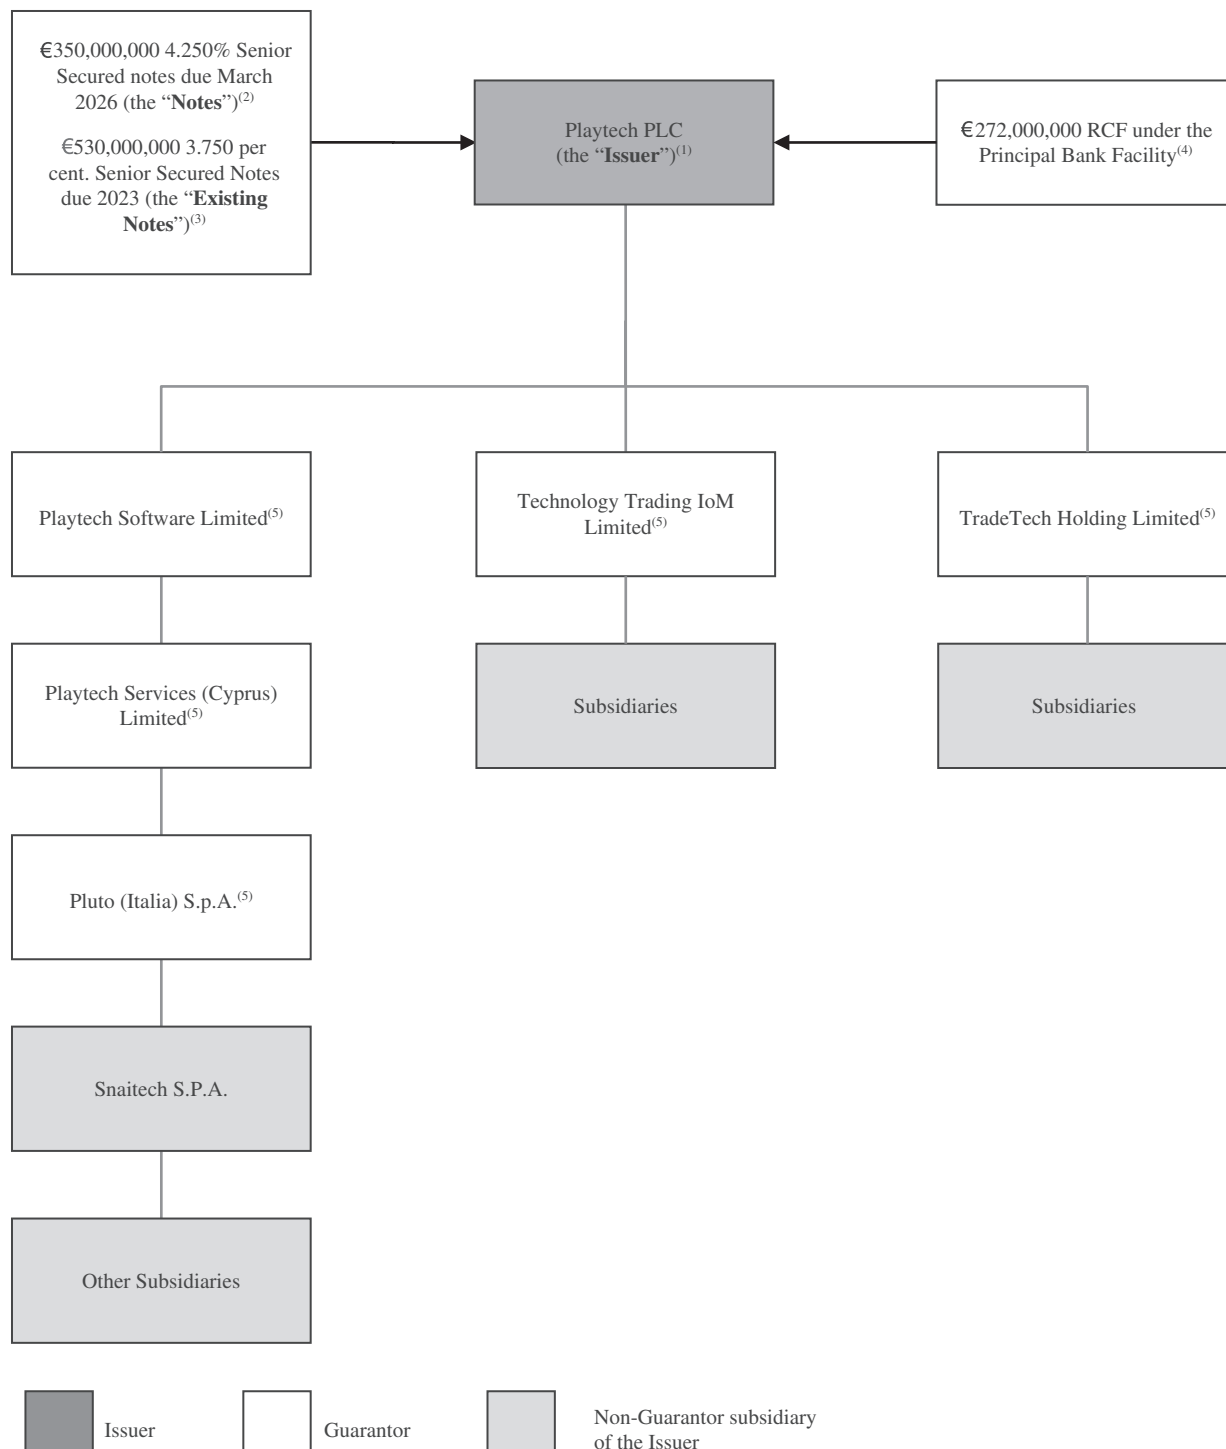 €350,000,000 4.250% Senior
Secured notes due March
2026 (the “Notes”)(2)
€530,000,000 3.750 per
cent. Senior Secured Notes
due 2023 (the “Existing
Notes”)(3)
Playtech PLC
(the “Issuer”)(1)
€272,000,000 RCF under the
Principal Bank Facility(4)
Playtech Software Limited(5)
Technology Trading IoM
Limited(5)
TradeTech Holding Limited(5)
Playtech Services (Cyprus)
Limited(5)
Subsidiaries
Subsidiaries
Pluto (Italia) S.p.A.(5)
Snaitech S.P.A.
Other Subsidiaries
Issuer
Guarantor
Non-Guarantor subsidiary
of the Issuer